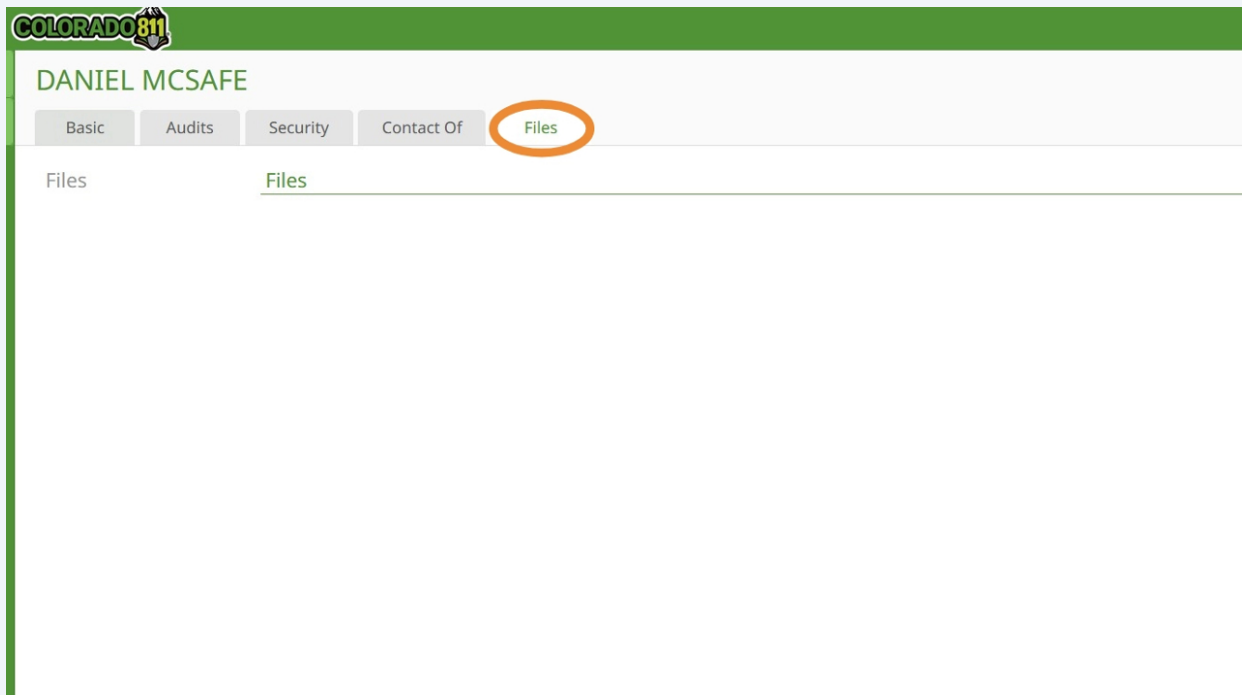 COLORADO811
DANIEL MCSAFE
Basic Audits Security Contact Of Files
Files Files